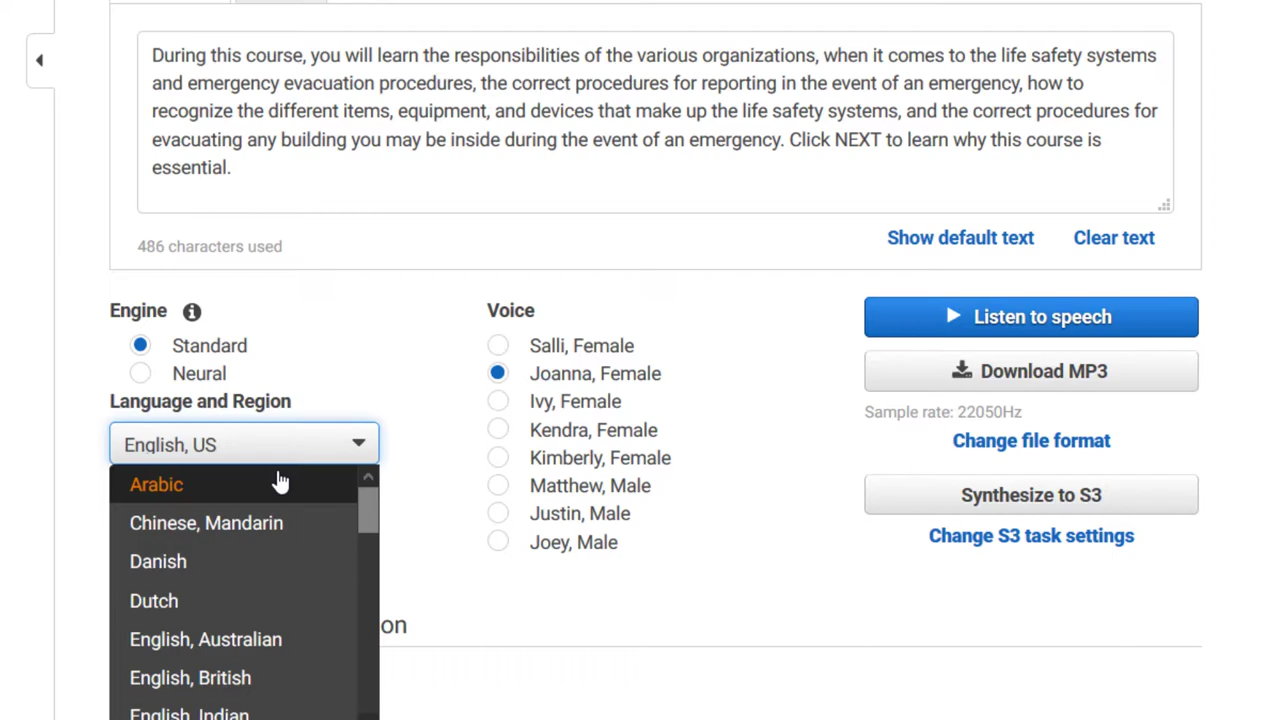 During this course, you will learn the responsibilities of the various organizations, when it comes to the life safety systems
and emergency evacuation procedures, the correct procedures for reporting in the event of an emergency, how to
recognize the different items, equipment, and devices that make up the life safety systems, and the correct procedures for
evacuating any building you may be inside during the event of an emergency. Click NEXT to learn why this course is
essential.
486 characters used
Show default text
Clear text
Engine
Standard
Neural
Language and Region
English, US
Arabic
Chinese, Mandarin
Danish
Dutch
English, Australian
English, British
English, Indian
Voice
Salli, Female
Joanna, Female
Ivy, Female
Kendra, Female
Kimberly, Female
Matthew, Male
Justin, Male
Joey, Male
Listen to speech
Download MP3
Sample rate: 22050Hz
Change file format
Synthesize to S3
Change S3 task settings
on